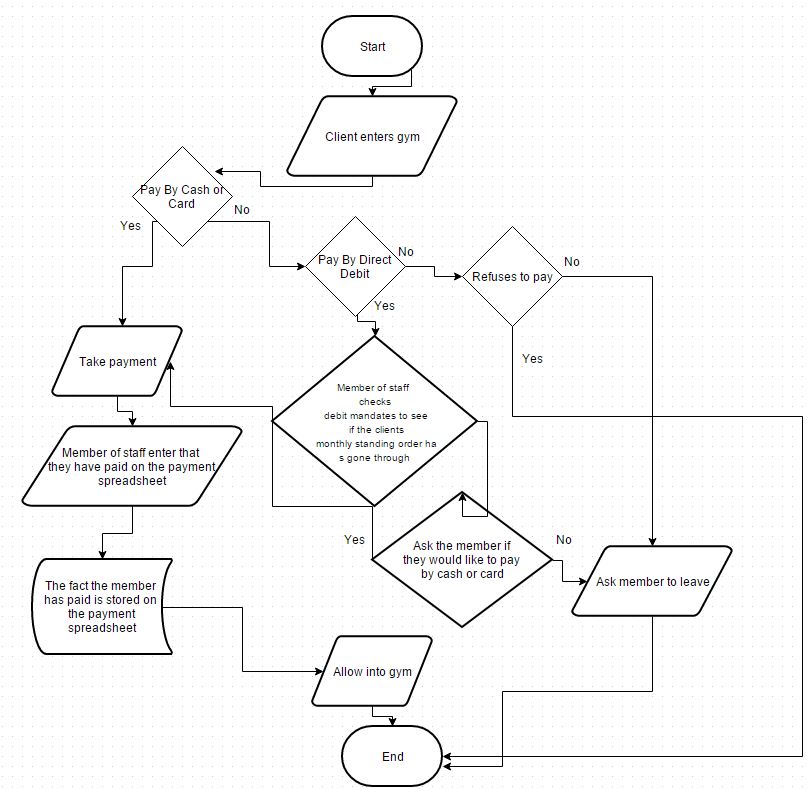 Start
Client enters gym
Pay By Cash or
Card
No
Yes
Pay By Direct
Debit
No
Refuses to pay
No
Yes
Yes
Take payment
Member of staff
checks
debit mandates to see
if the clients
monthly standing order ha
s gone through
Member of staff enter that
they have paid on the payment
spreadsheet
Yes
Ask the member if
they would like to pay
by cash or card
No
Ask member to leave
The fact the member
has paid is stored on
the payment
spreadsheet
Allow into gym
End